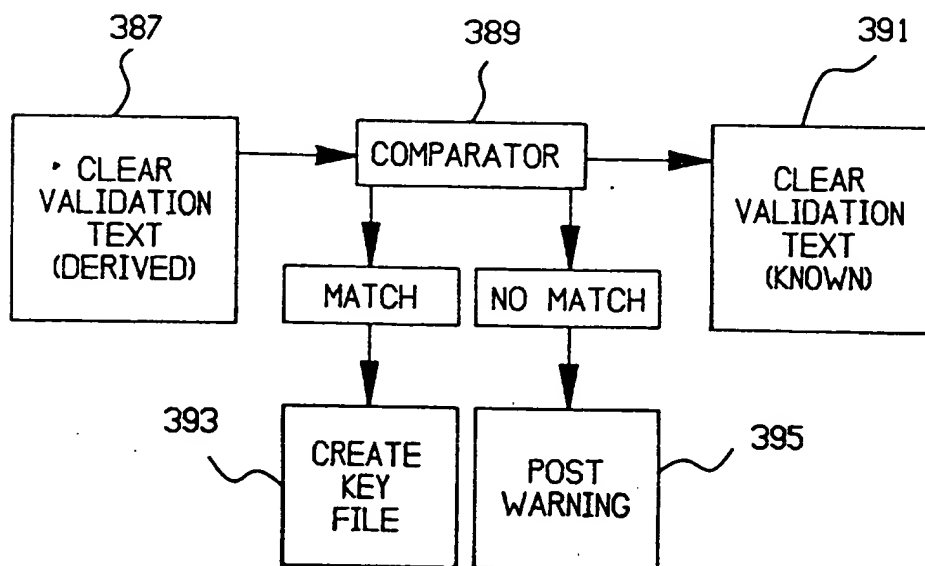 387
389
391
CLEAR
VALIDATION
TEXT
(DERIVED)
COMPARATOR
CLEAR
VALIDATION
TEXT
(KNOWN)
MATCH
NO MATCH
393
CREATE
KEY
FILE
POST
WARNING
395